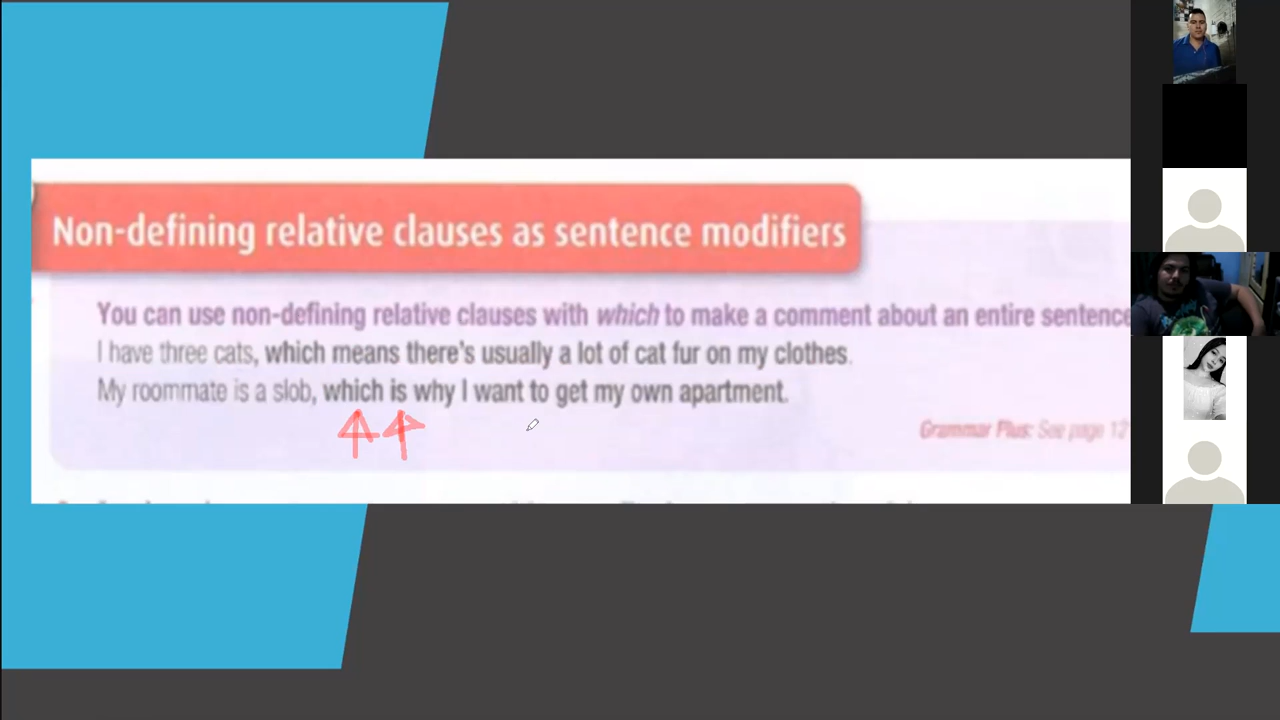 Non-defining relative clauses as sentence modifiers
You can use non-defining relative clauses with which to make a comment about an entire sentence
I have three cats, which means there's usually a lot of cat fur on my clothes.
My roommate is a slob, which is why I want to get my own apartment.
Grammar Plus: See page 12